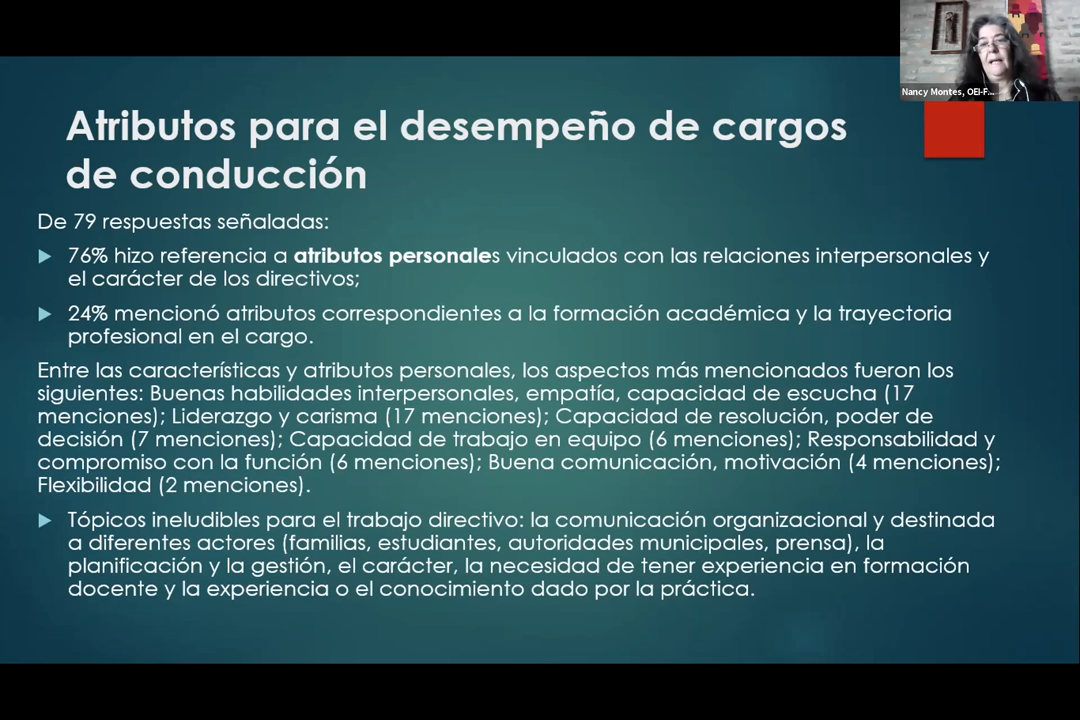 Nancy Montes, OEI-F...
Atributos para el desempeño de cargos
de conducción
De 79 respuestas señaladas:
76% hizo referencia a atributos personales vinculados con las relaciones interpersonales y
el carácter de los directivos;
24% mencionó atributos correspondientes a la formación académica y la trayectoria
profesional en el cargo.
Entre las características y atributos personales, los aspectos más mencionados fueron los
siguientes: Buenas habilidades interpersonales, empatía, capacidad de escucha (17
menciones); Liderazgo y carisma (17 menciones); Capacidad de resolución, poder de
decisión (7 menciones); Capacidad de trabajo en equipo (6 menciones); Responsabilidad y
compromiso con la función (6 menciones); Buena comunicación, motivación (4 menciones);
Flexibilidad (2 menciones).
Tópicos ineludibles para el trabajo directivo: la comunicación organizacional y destinada
a diferentes actores (familias, estudiantes, autoridades municipales, prensa), la
planificación y la gestión, el carácter, la necesidad de tener experiencia en formación
docente y la experiencia o el conocimiento dado por la práctica.